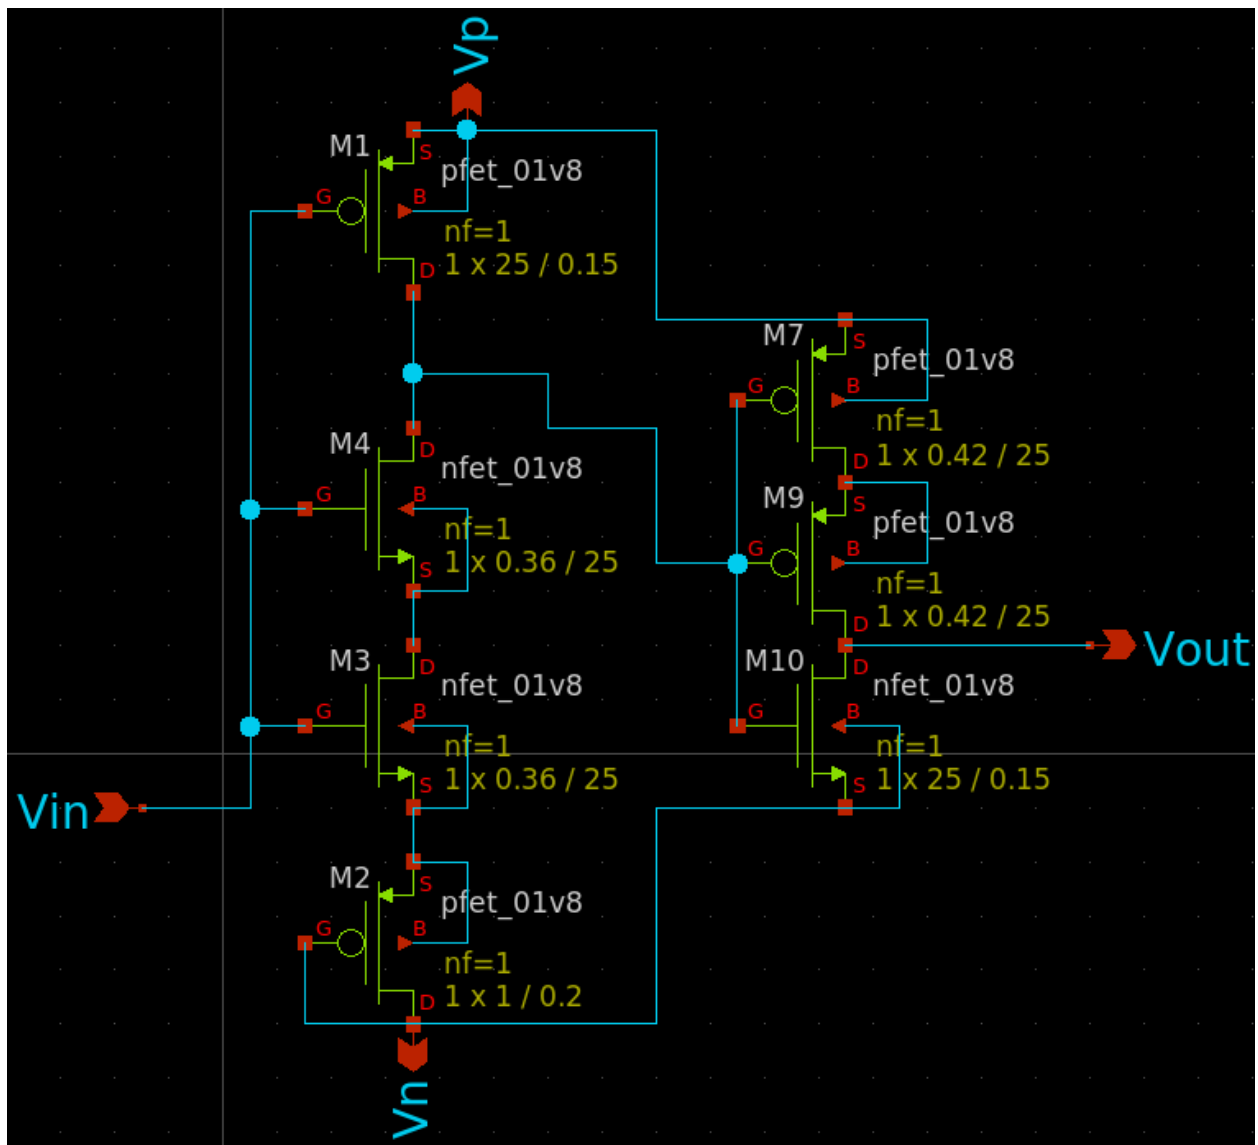 Vp
M1
S
pfet_01v8
G
B
nf=1
D
1 x 25 / 0.15
M7
S
pfet_01v8
G
B
nf=1
D
1 x 0.42 / 25
M4
D
nfet_01v8
G
B
nf=1
S
1 x 0.36 / 25
M9
S
pfet_01v8
G
B
nf=1
D
1 x 0.42 / 25
Vout
M3
D
nfet_01v8
G
B
nf=1
S
1 x 0.36 / 25
M10
D
nfet_01v8
G
B
nf=1
S
1 x 25 / 0.15
Vin
M2
S
pfet_01v8
G
B
nf=1
D
1 x 1 / 0.2
Vn